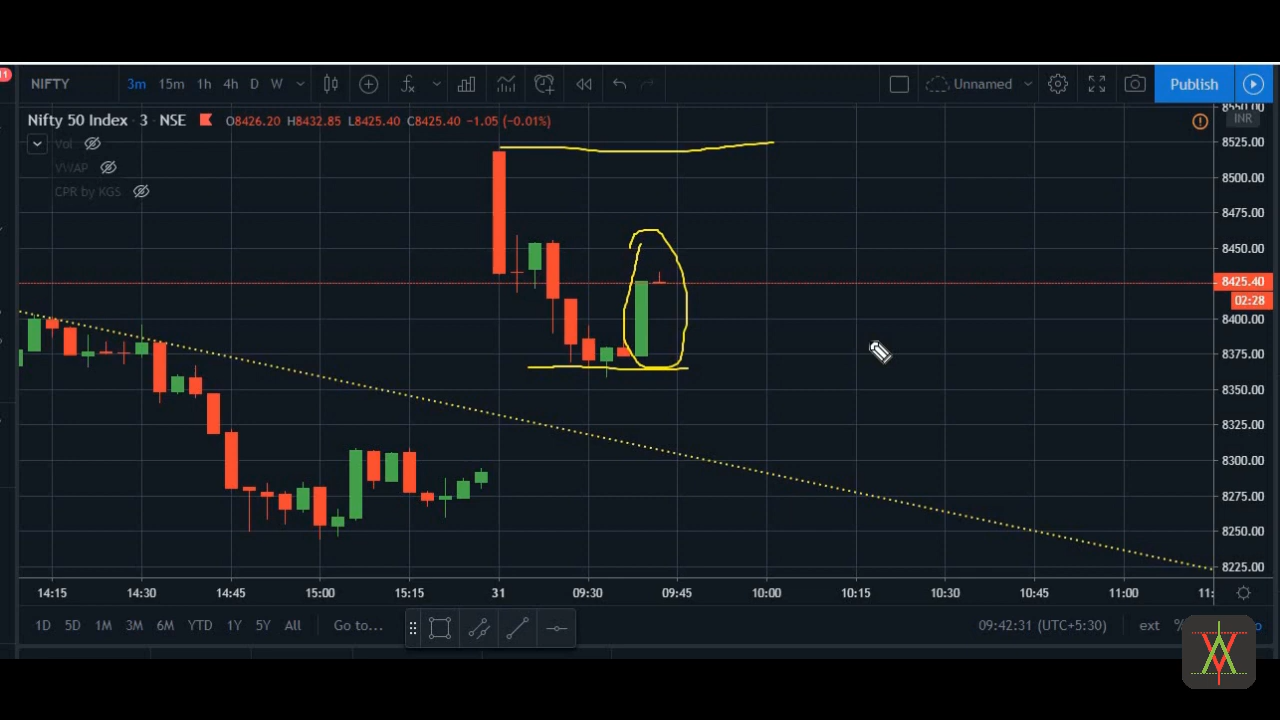 11
NIFTY 3m 15m 1h 4h D W Unnamed Publish
Nifty 50 Index · 3 · NSE O8426.20 H8432.85 L8425.40 C8425.40 −1.05 (−0.01%)
Vol
VWAP
CPR by KGS
8550.00
INR
8525.00
8500.00
8475.00
8450.00
8425.40
02:28
8400.00
8375.00
8350.00
8325.00
8300.00
8275.00
8250.00
8225.00
14:15 14:30 14:45 15:00 15:15 31 09:30 09:45 10:00 10:15 10:30 10:45 11:00 11:
1D 5D 1M 3M 6M YTD 1Y 5Y All Go to... 09:42:31 (UTC+5:30) ext %